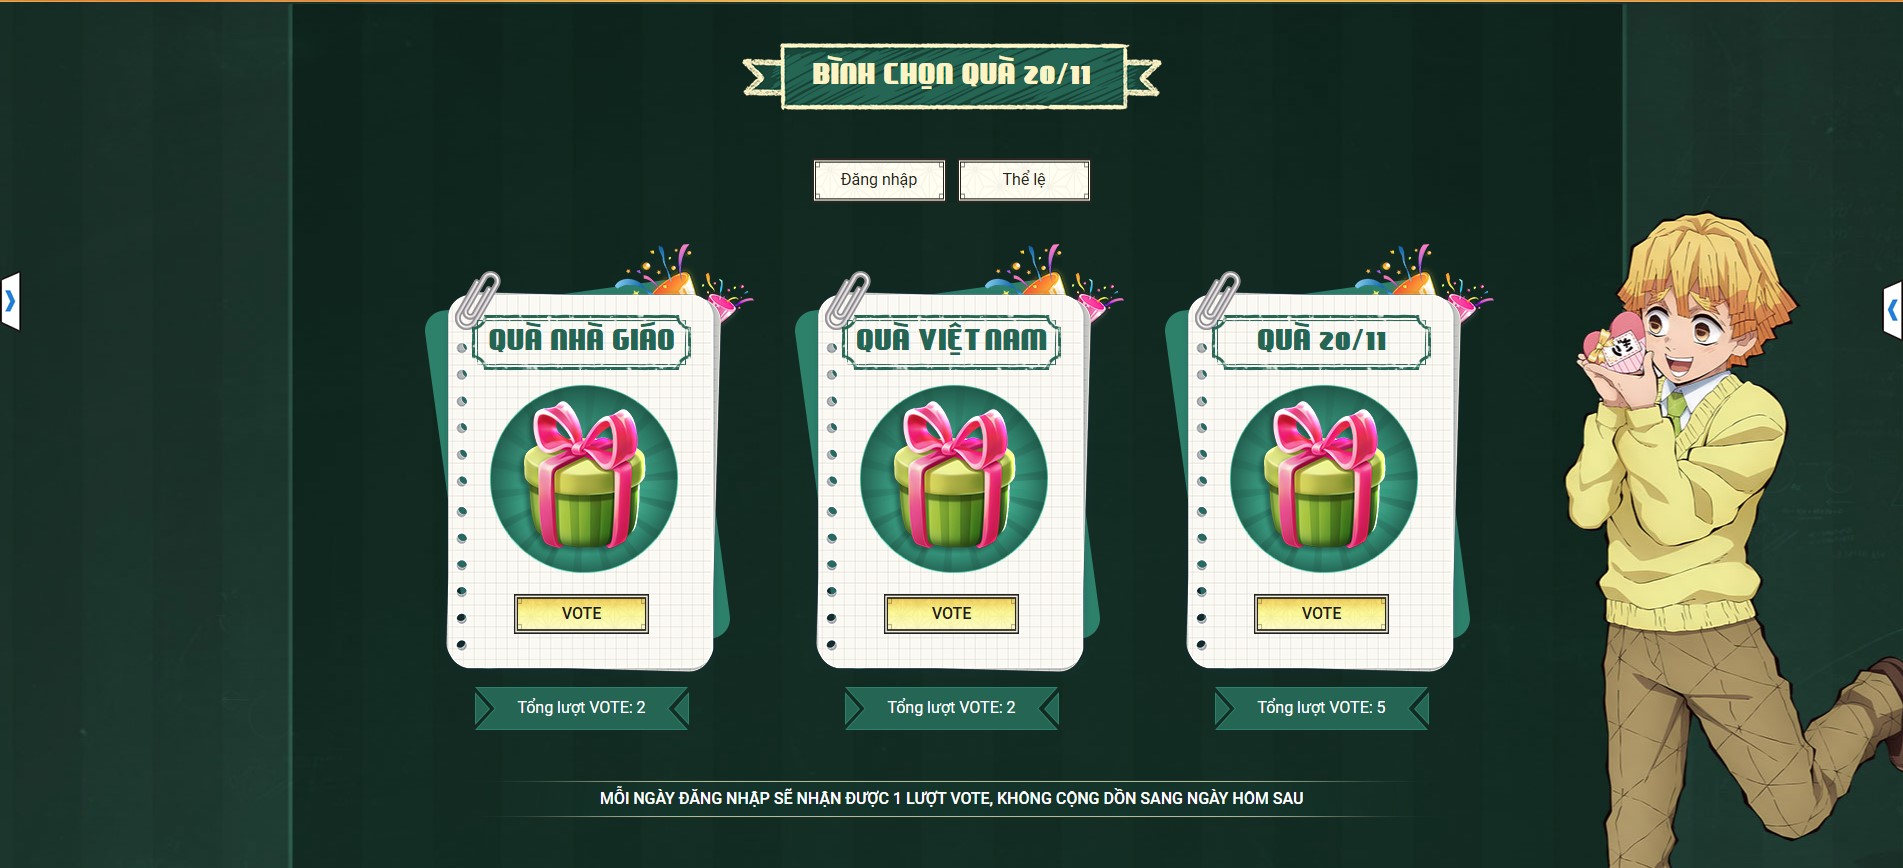 BÌNH CHỌN QUÀ 20/11
Đăng nhập
Thể lệ
QUÀ NHÀ GIÁO
QUÀ VIỆT NAM
QUÀ 20/11
VOTE
VOTE
VOTE
Tổng lượt VOTE: 2
Tổng lượt VOTE: 2
Tổng lượt VOTE: 5
MỖI NGÀY ĐĂNG NHẬP SẼ NHẬN ĐƯỢC 1 LƯỢT VOTE, KHÔNG CỘNG DỒN SANG NGÀY HÔM SAU